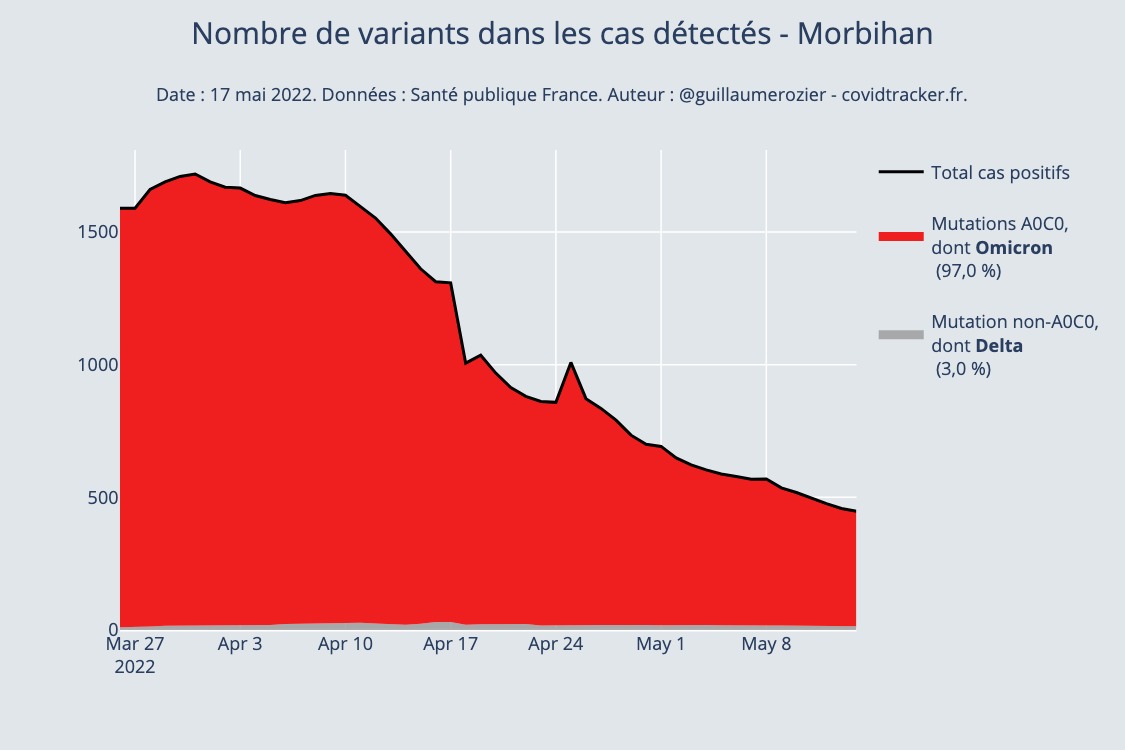 Nombre de variants dans les cas détectés - Morbihan
Date : 17 mai 2022. Données : Santé publique France. Auteur : @guillaumerozier - covidtracker.fr.
Total cas positifs
Mutations A0C0,
dont Omicron
(97,0 %)
Mutation non-A0C0,
dont Delta
(3,0 %)
1500
1000
500
0
Mar 27 Apr 3 Apr 10 Apr 17 Apr 24 May 1 May 8
2022